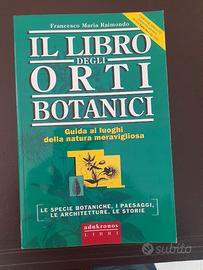 Francesco Maria Raimondo
IL LIBRO
DEGLI
ORTI
BOTANICI
Guida ai luoghi
della natura meravigliosa
LE SPECIE BOTANICHE, I PAESAGGI,
LE ARCHITETTURE, LE STORIE
adnkronos
LIBRI
subito